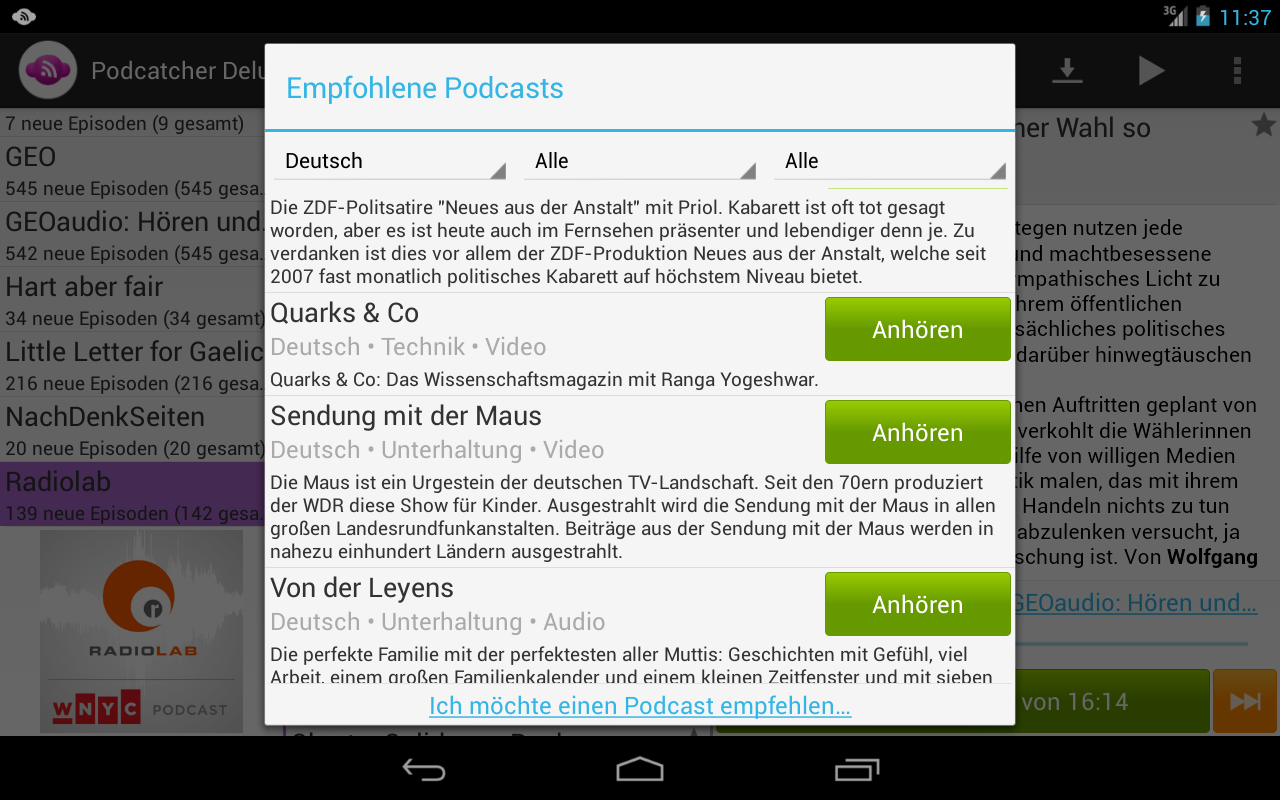 3G 11:37
Podcatcher Delu
Empfohlene Podcasts
Deutsch Alle Alle
Die ZDF-Politsatire "Neues aus der Anstalt" mit Priol. Kabarett ist oft tot gesagt
worden, aber es ist heute auch im Fernsehen präsenter und lebendiger denn je. Zu
verdanken ist dies vor allem der ZDF-Produktion Neues aus der Anstalt, welche seit
2007 fast monatlich politisches Kabarett auf höchstem Niveau bietet.
Quarks & Co
Anhören
Deutsch • Technik • Video
Quarks & Co: Das Wissenschaftsmagazin mit Ranga Yogeshwar.
Sendung mit der Maus
Anhören
Deutsch • Unterhaltung • Video
Die Maus ist ein Urgestein der deutschen TV-Landschaft. Seit den 70ern produziert
der WDR diese Show für Kinder. Ausgestrahlt wird die Sendung mit der Maus in allen
großen Landesrundfunkanstalten. Beiträge aus der Sendung mit der Maus werden in
nahezu einhundert Ländern ausgestrahlt.
Von der Leyens
Anhören
Deutsch • Unterhaltung • Audio
Die perfekte Familie mit der perfektesten aller Muttis: Geschichten mit Gefühl, viel
Arbeit, einem großen Familienkalender und einem kleinen Zeitfenster und mit sieben
Ich möchte einen Podcast empfehlen...
7 neue Episoden (9 gesamt)
GEO
545 neue Episoden (545 gesa...
GEOaudio: Hören und
542 neue Episoden (545 gesa...
Hart aber fair
34 neue Episoden (34 gesamt)
Little Letter for Gaelic
216 neue Episoden (216 gesa...
NachDenkSeiten
20 neue Episoden (20 gesamt)
Radiolab
139 neue Episoden (142 gesa...
RADIOLAB
WNYC PODCAST
ner Wahl so
tegen nutzen jede
und machtbesessene
mpathisches Licht zu
hrem öffentlichen
sächliches politisches
darüber hinwegtäuschen
nen Auftritten geplant von
verkohlt die Wählerinnen
ilfe von willigen Medien
tik malen, das mit ihrem
Handeln nichts zu tun
abzulenken versucht, ja
schung ist. Von Wolfgang
GEOaudio: Hören und...
von 16:14